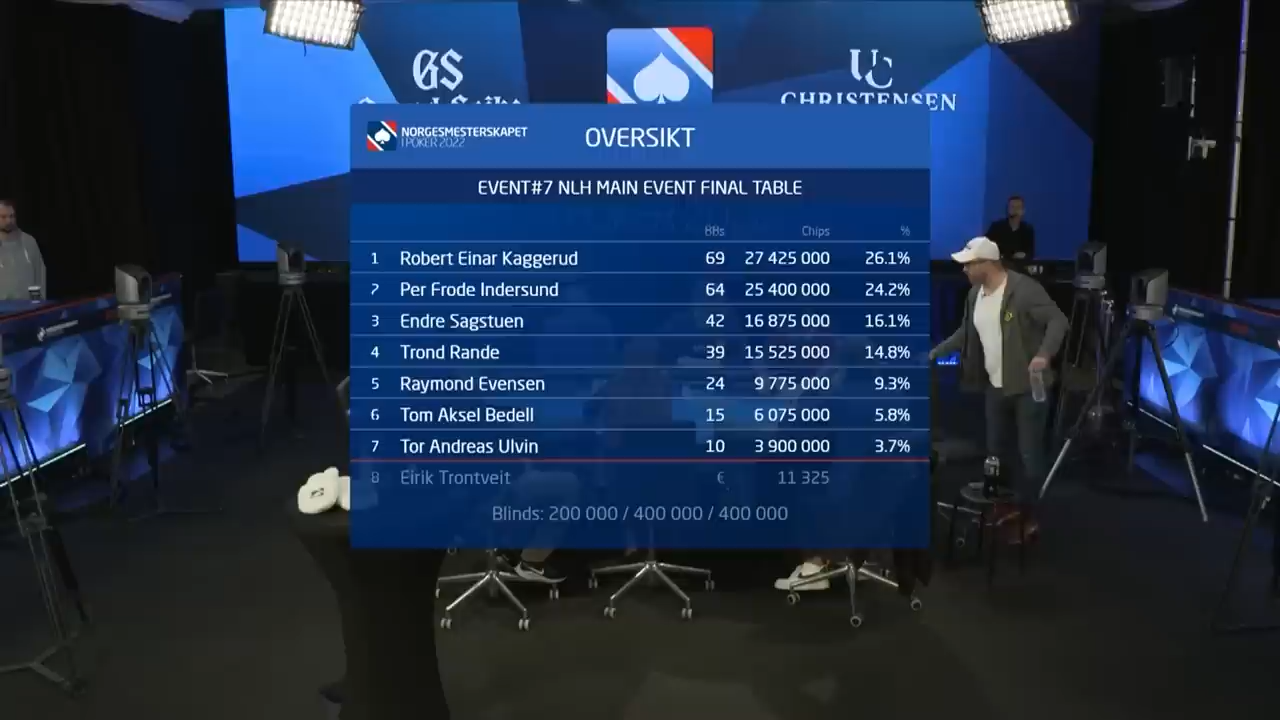 GS
UC
CHRISTENSEN
NORGESMESTERSKAPET
I POKER 2022
OVERSIKT
EVENT#7 NLH MAIN EVENT FINAL TABLE
BBs Chips %
1 Robert Einar Kaggerud 69 27 425 000 26.1%
2 Per Frode Indersund 64 25 400 000 24.2%
3 Endre Sagstuen 42 16 875 000 16.1%
4 Trond Rande 39 15 525 000 14.8%
5 Raymond Evensen 24 9 775 000 9.3%
6 Tom Aksel Bedell 15 6 075 000 5.8%
7 Tor Andreas Ulvin 10 3 900 000 3.7%
8 Eirik Trontveit € 11 325
Blinds: 200 000 / 400 000 / 400 000